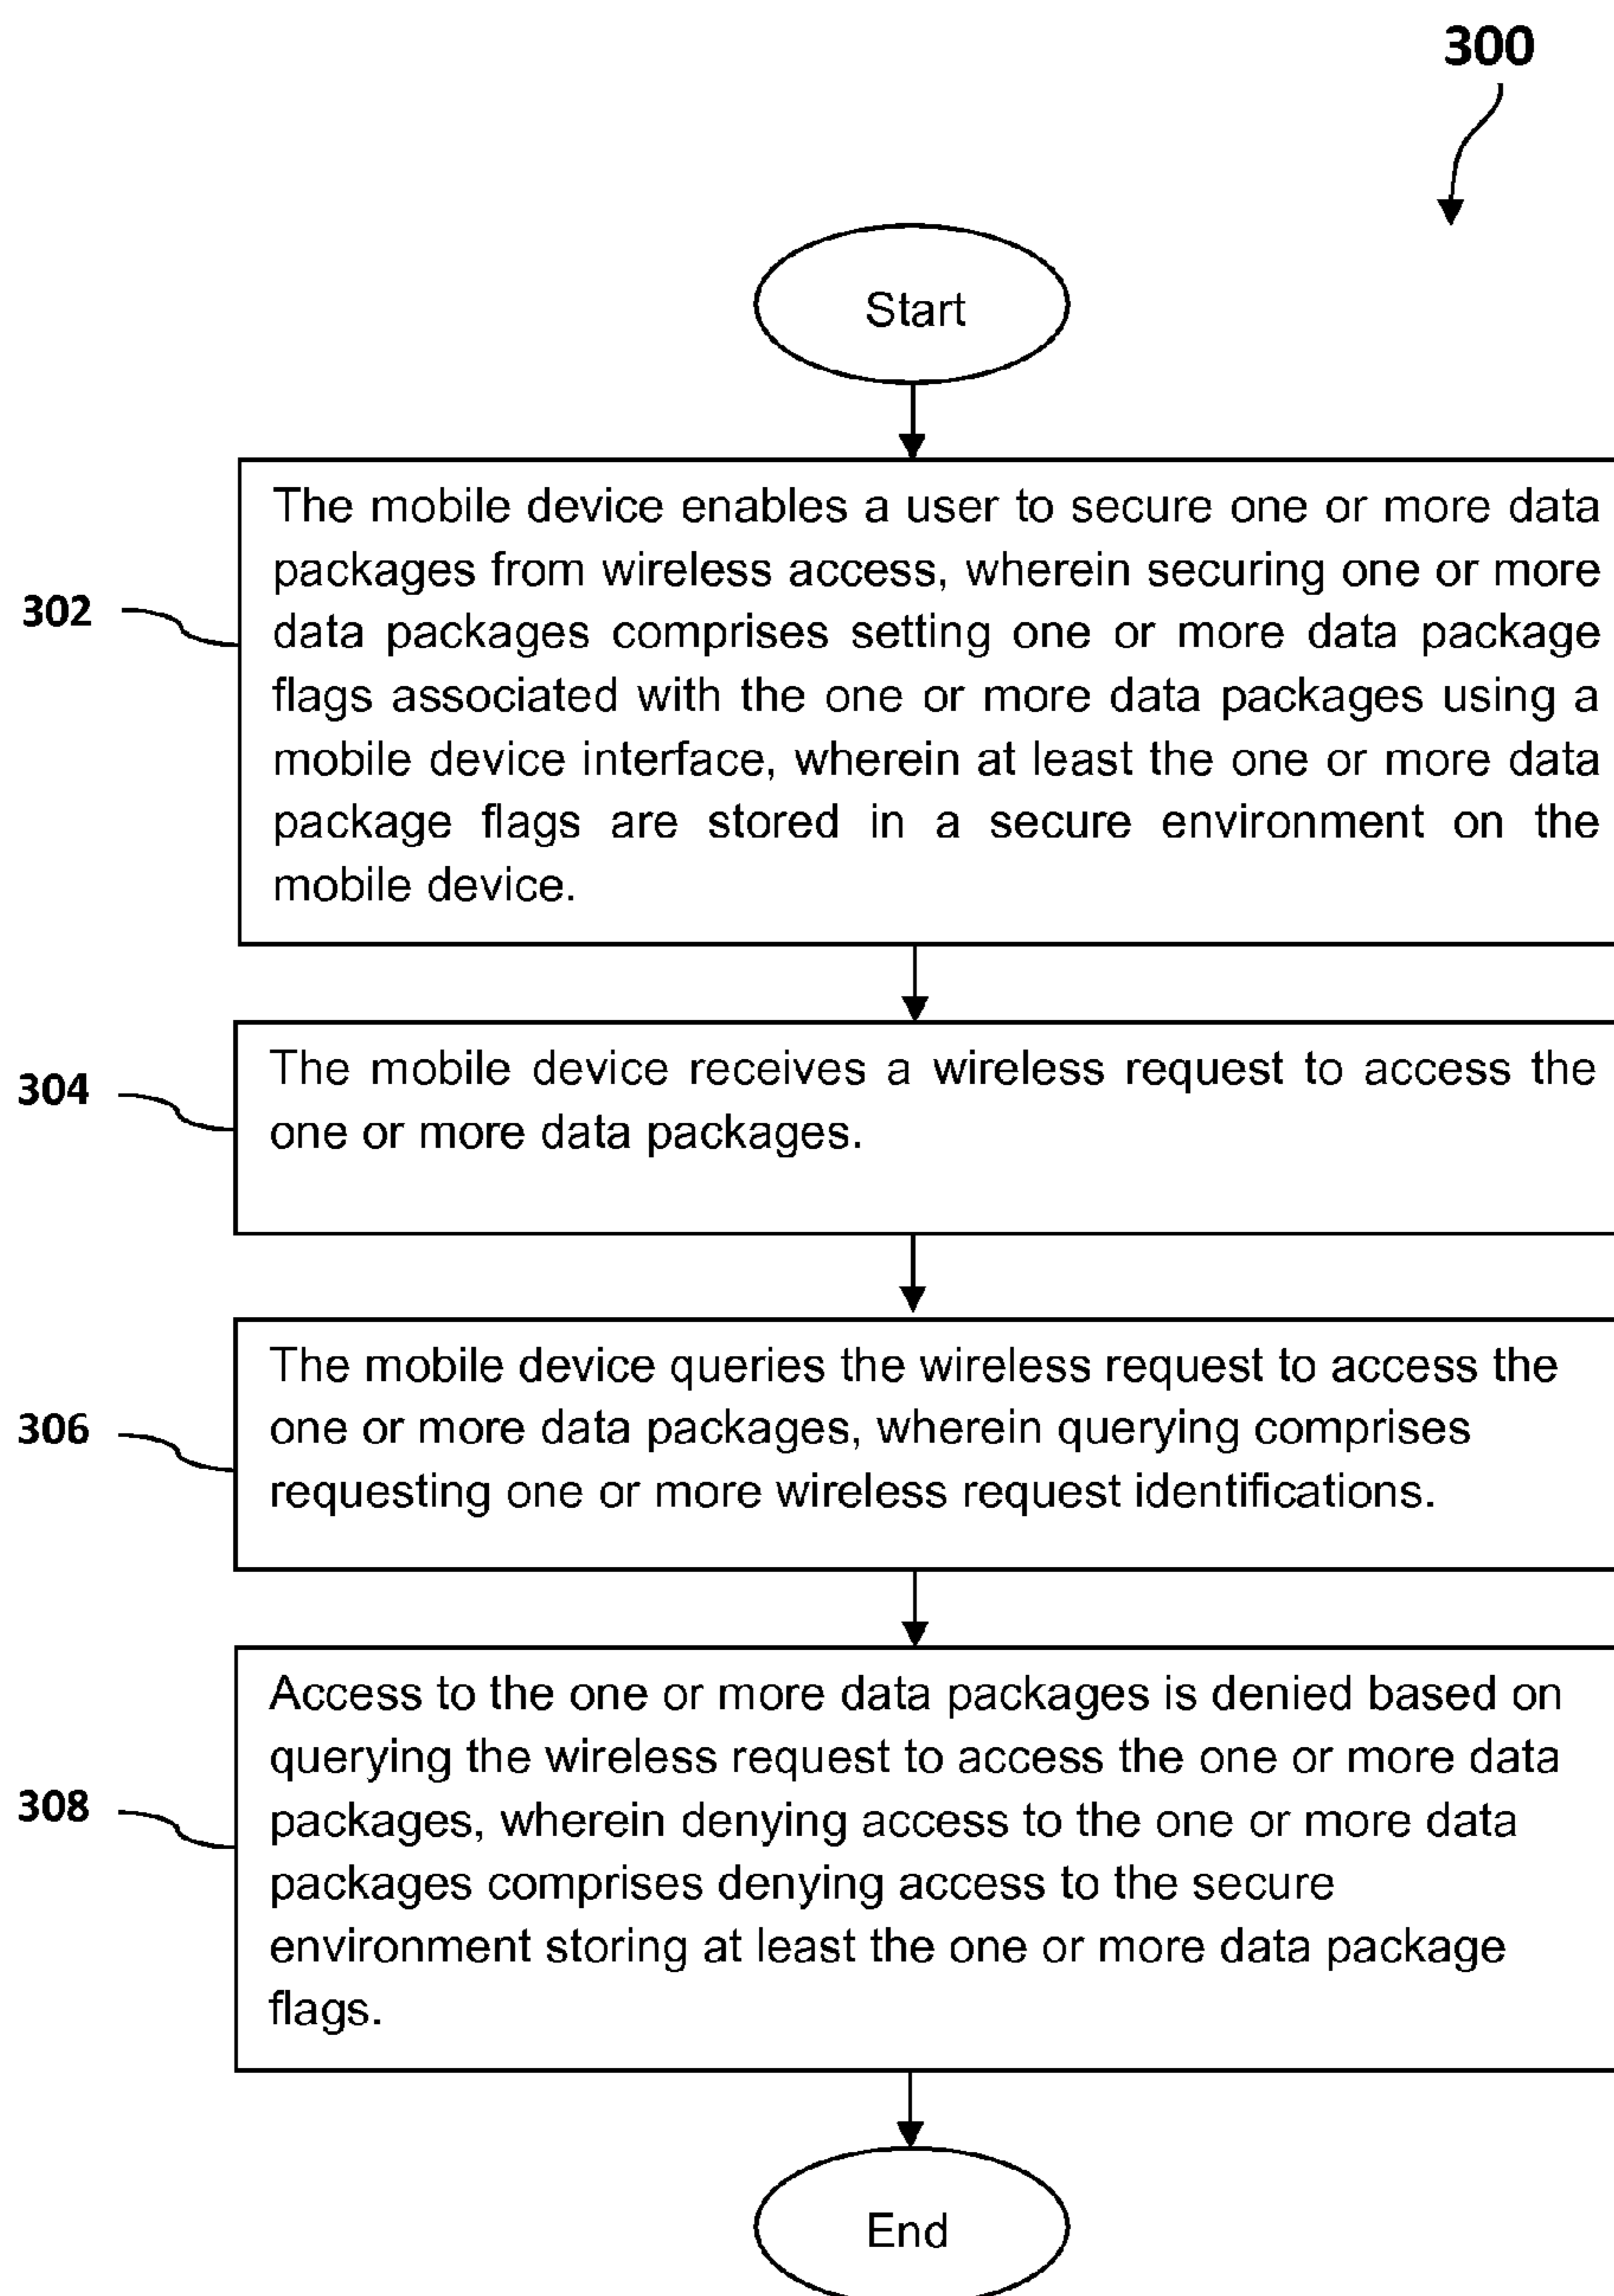 300
Start
302
The mobile device enables a user to secure one or more data
packages from wireless access, wherein securing one or more
data packages comprises setting one or more data package
flags associated with the one or more data packages using a
mobile device interface, wherein at least the one or more data
package flags are stored in a secure environment on the
mobile device.
304
The mobile device receives a wireless request to access the
one or more data packages.
306
The mobile device queries the wireless request to access the
one or more data packages, wherein querying comprises
requesting one or more wireless request identifications.
308
Access to the one or more data packages is denied based on
querying the wireless request to access the one or more data
packages, wherein denying access to the one or more data
packages comprises denying access to the secure
environment storing at least the one or more data package
flags.
End